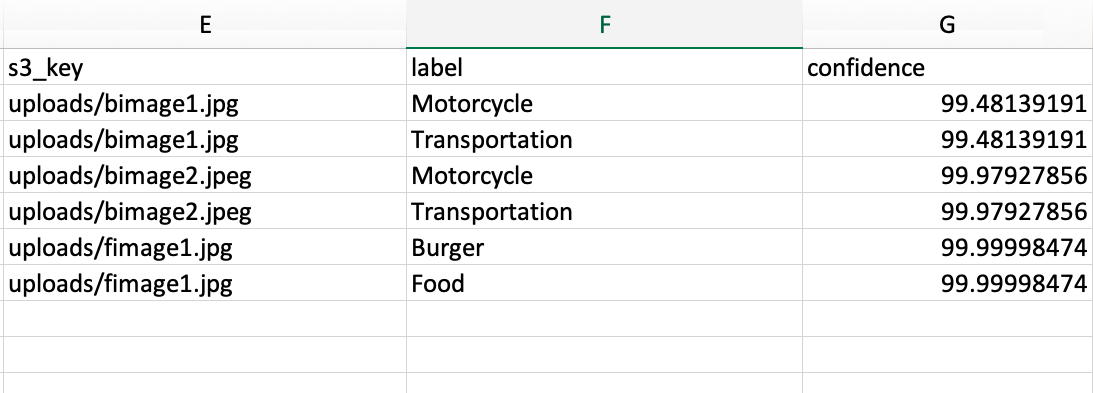 E F G
s3_key label confidence
uploads/bimage1.jpg Motorcycle 99.48139191
uploads/bimage1.jpg Transportation 99.48139191
uploads/bimage2.jpeg Motorcycle 99.97927856
uploads/bimage2.jpeg Transportation 99.97927856
uploads/fimage1.jpg Burger 99.99998474
uploads/fimage1.jpg Food 99.99998474